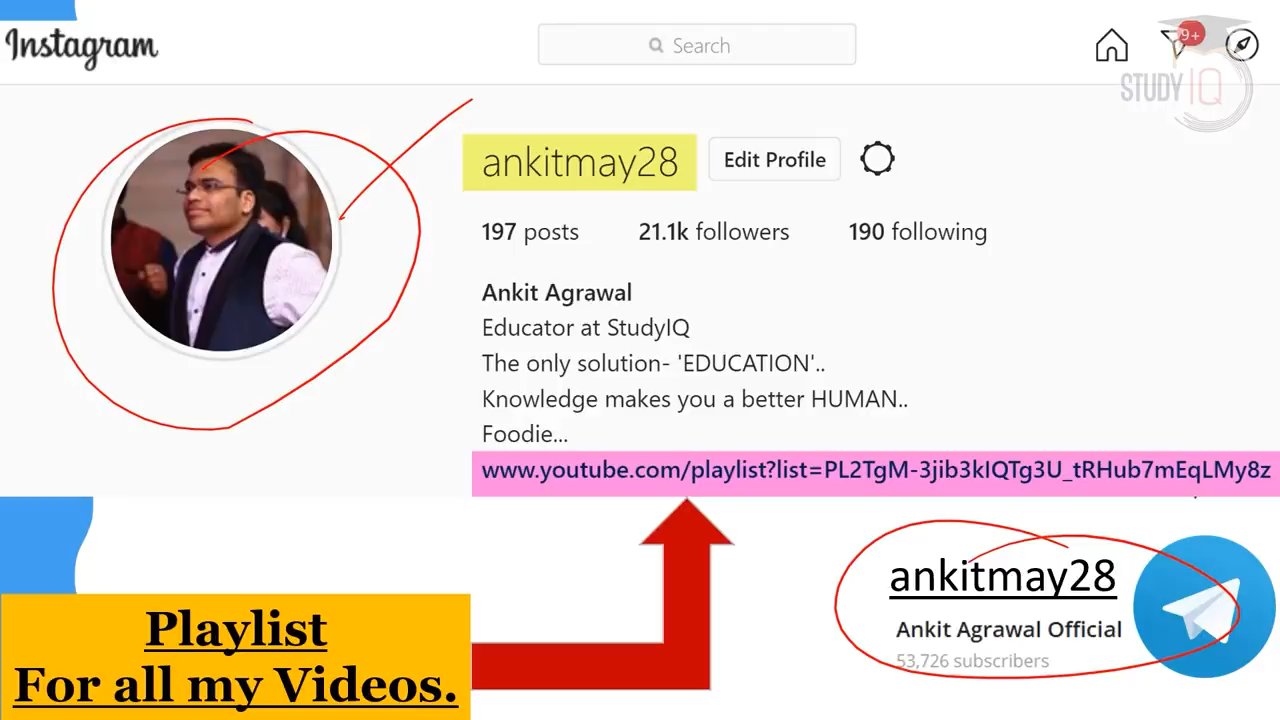 Instagram
Search
9+
STUDY IQ
ankitmay28
Edit Profile
197 posts 21.1k followers 190 following
Ankit Agrawal
Educator at StudyIQ
The only solution- 'EDUCATION'..
Knowledge makes you a better HUMAN..
Foodie...
www.youtube.com/playlist?list=PL2TgM-3jib3kIQTg3U_tRHub7mEqLMy8z
ankitmay28
Ankit Agrawal Official
53,726 subscribers
Playlist
For all my Videos.